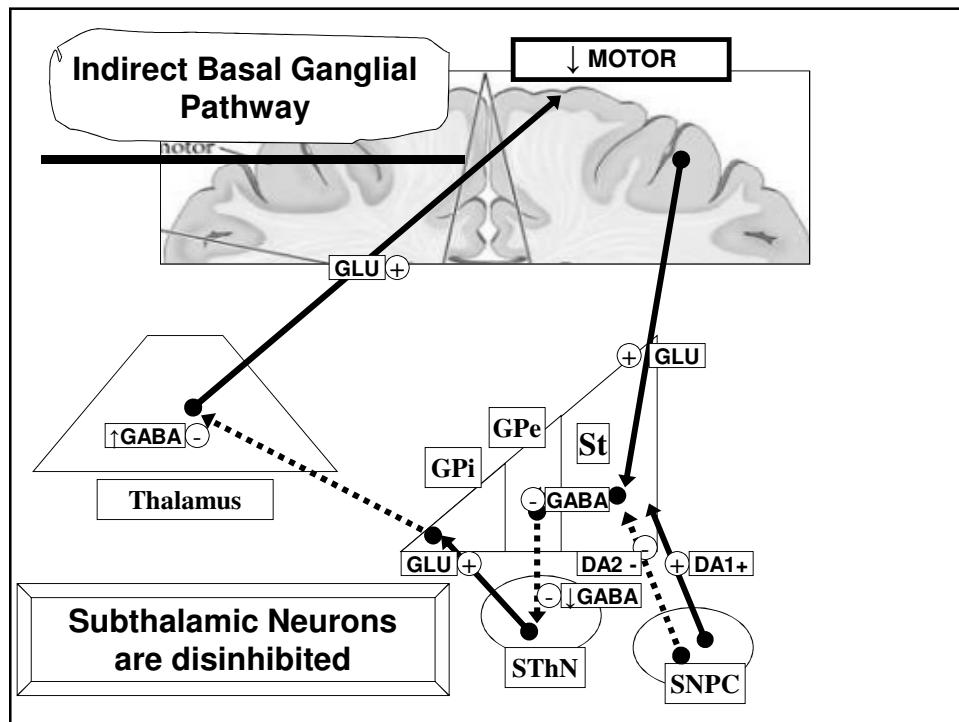 Indirect Basal Ganglial
Pathway
↓ MOTOR
motor
GLU +
+ GLU
GPe
St
GPi
↑GABA -
Thalamus
- GABA
GLU +
DA2 -
-
+ DA1+
- ↓GABA
Subthalamic Neurons
are disinhibited
SThN
SNPC